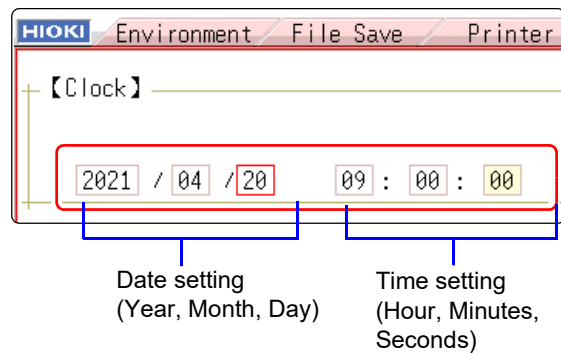 HIOKI Environment File Save Printer
【Clock】
2021 / 04 / 20 09 : 00 : 00
Date setting
(Year, Month, Day)
Time setting
(Hour, Minutes,
Seconds)